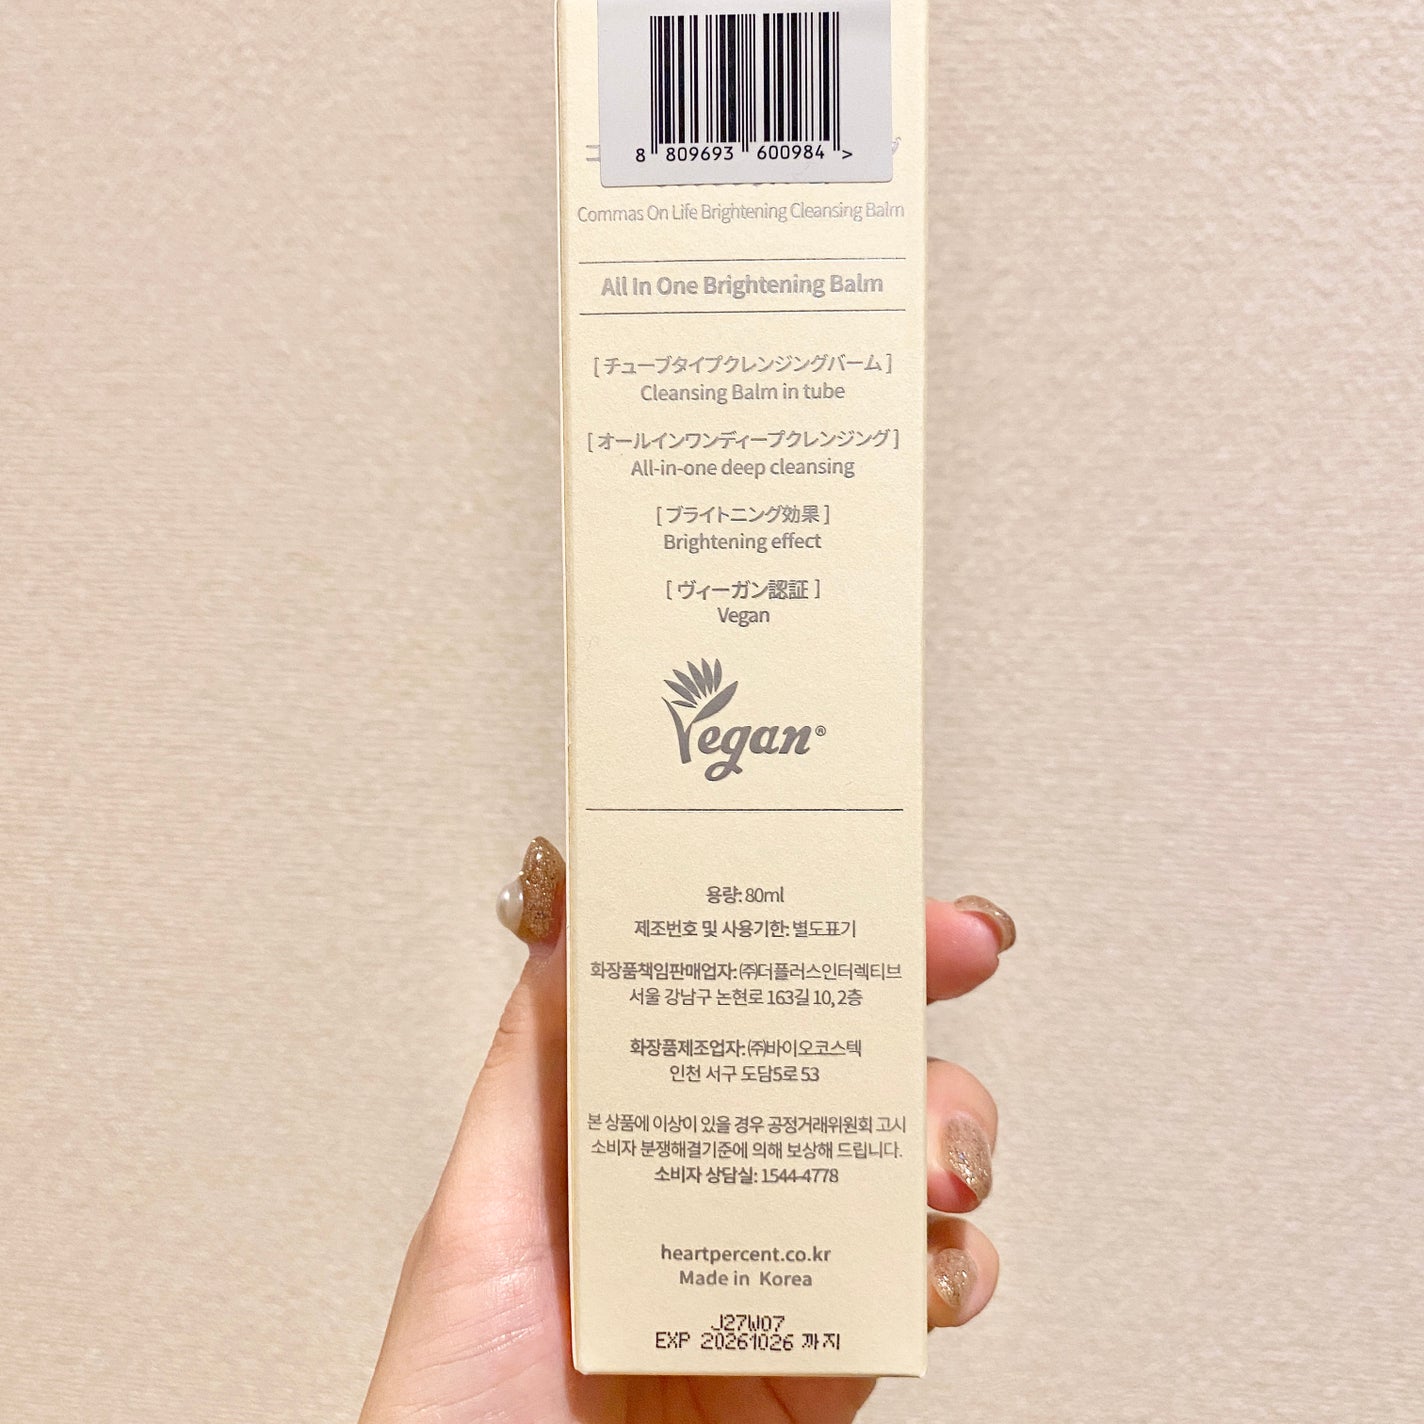 8 809693 600984 >
Commas On Life Brightening Cleansing Balm
All In One Brightening Balm
[ チューブタイプクレンジングバーム ]
Cleansing Balm in tube
[ オールインワンディープクレンジング ]
All-in-one deep cleansing
[ ブライトニング効果 ]
Brightening effect
[ ヴィーガン認証 ]
Vegan
Vegan®
용량: 80ml
제조번호 및 사용기한: 별도표기
화장품책임판매업자: ㈜더플러스인터렉티브
서울 강남구 논현로 163길 10, 2층
화장품제조업자: ㈜바이오코스텍
인천 서구 도담5로 53
본 상품에 이상이 있을 경우 공정거래위원회 고시
소비자 분쟁해결기준에 의해 보상해 드립니다.
소비자 상담실: 1544-4778
heartpercent.co.kr
Made in Korea
J27W07
EXP 20261026 까지